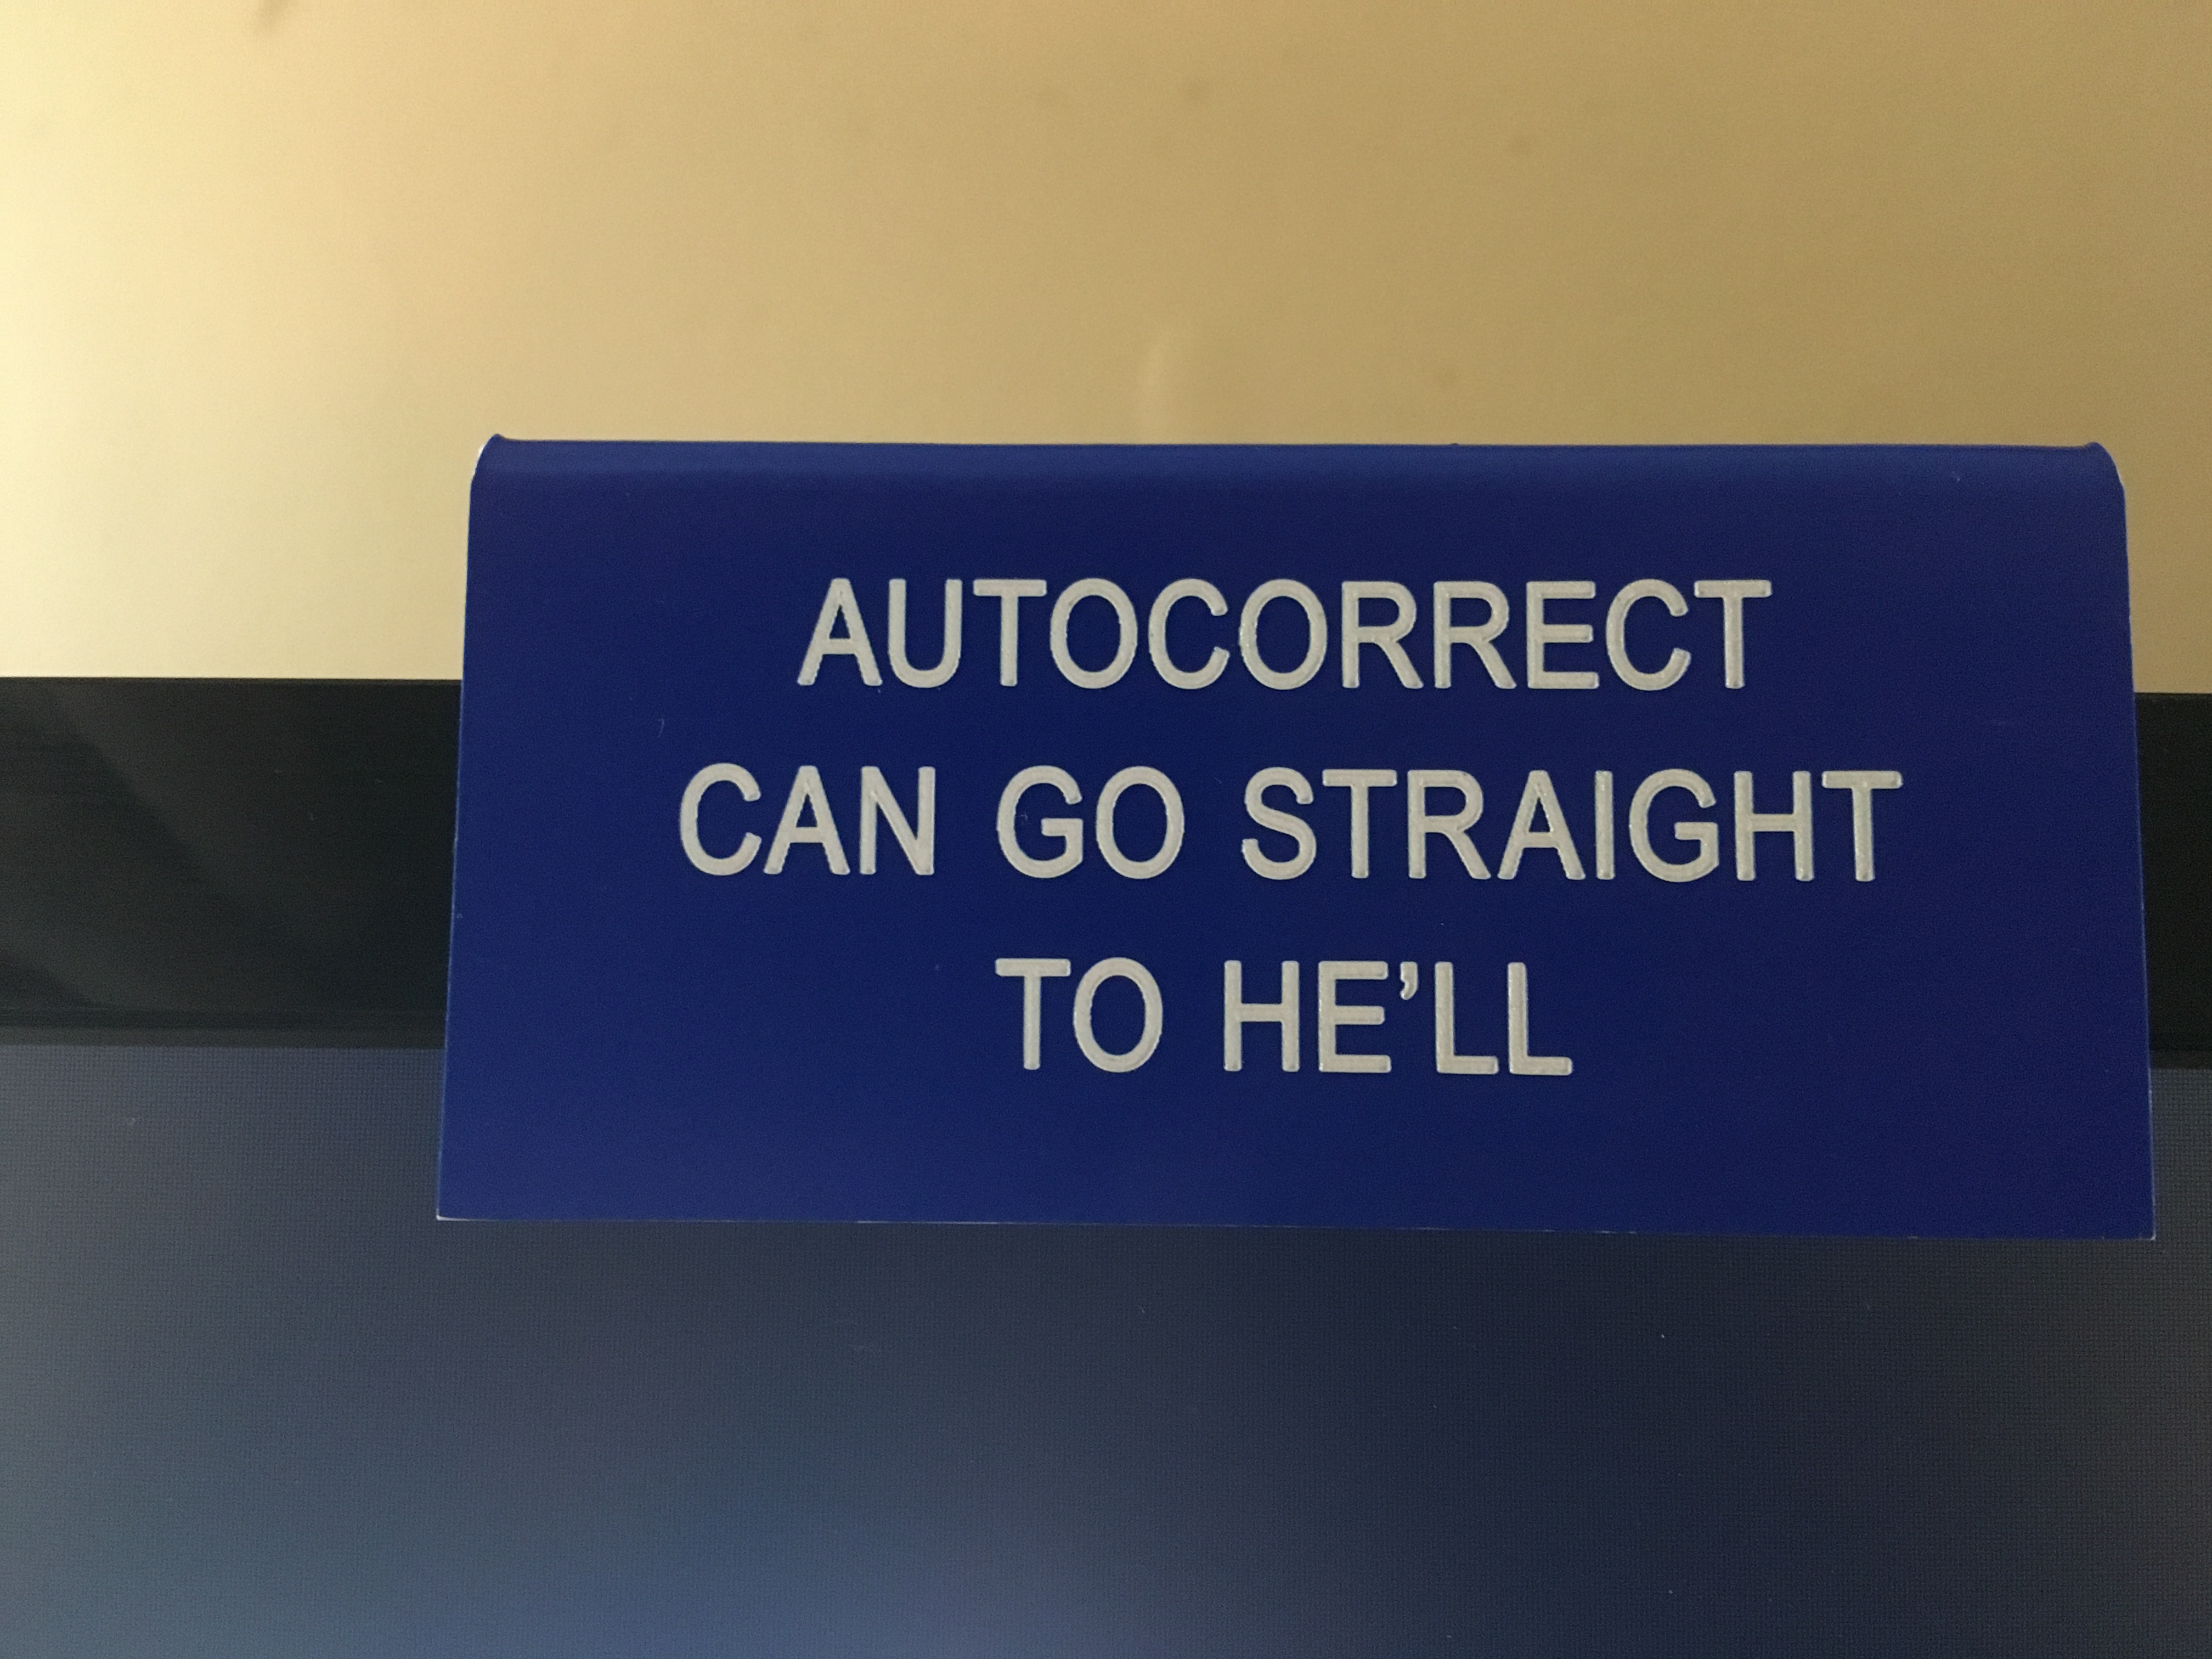 AUTOCORRECT
CAN GO STRAIGHT
TO HE’LL